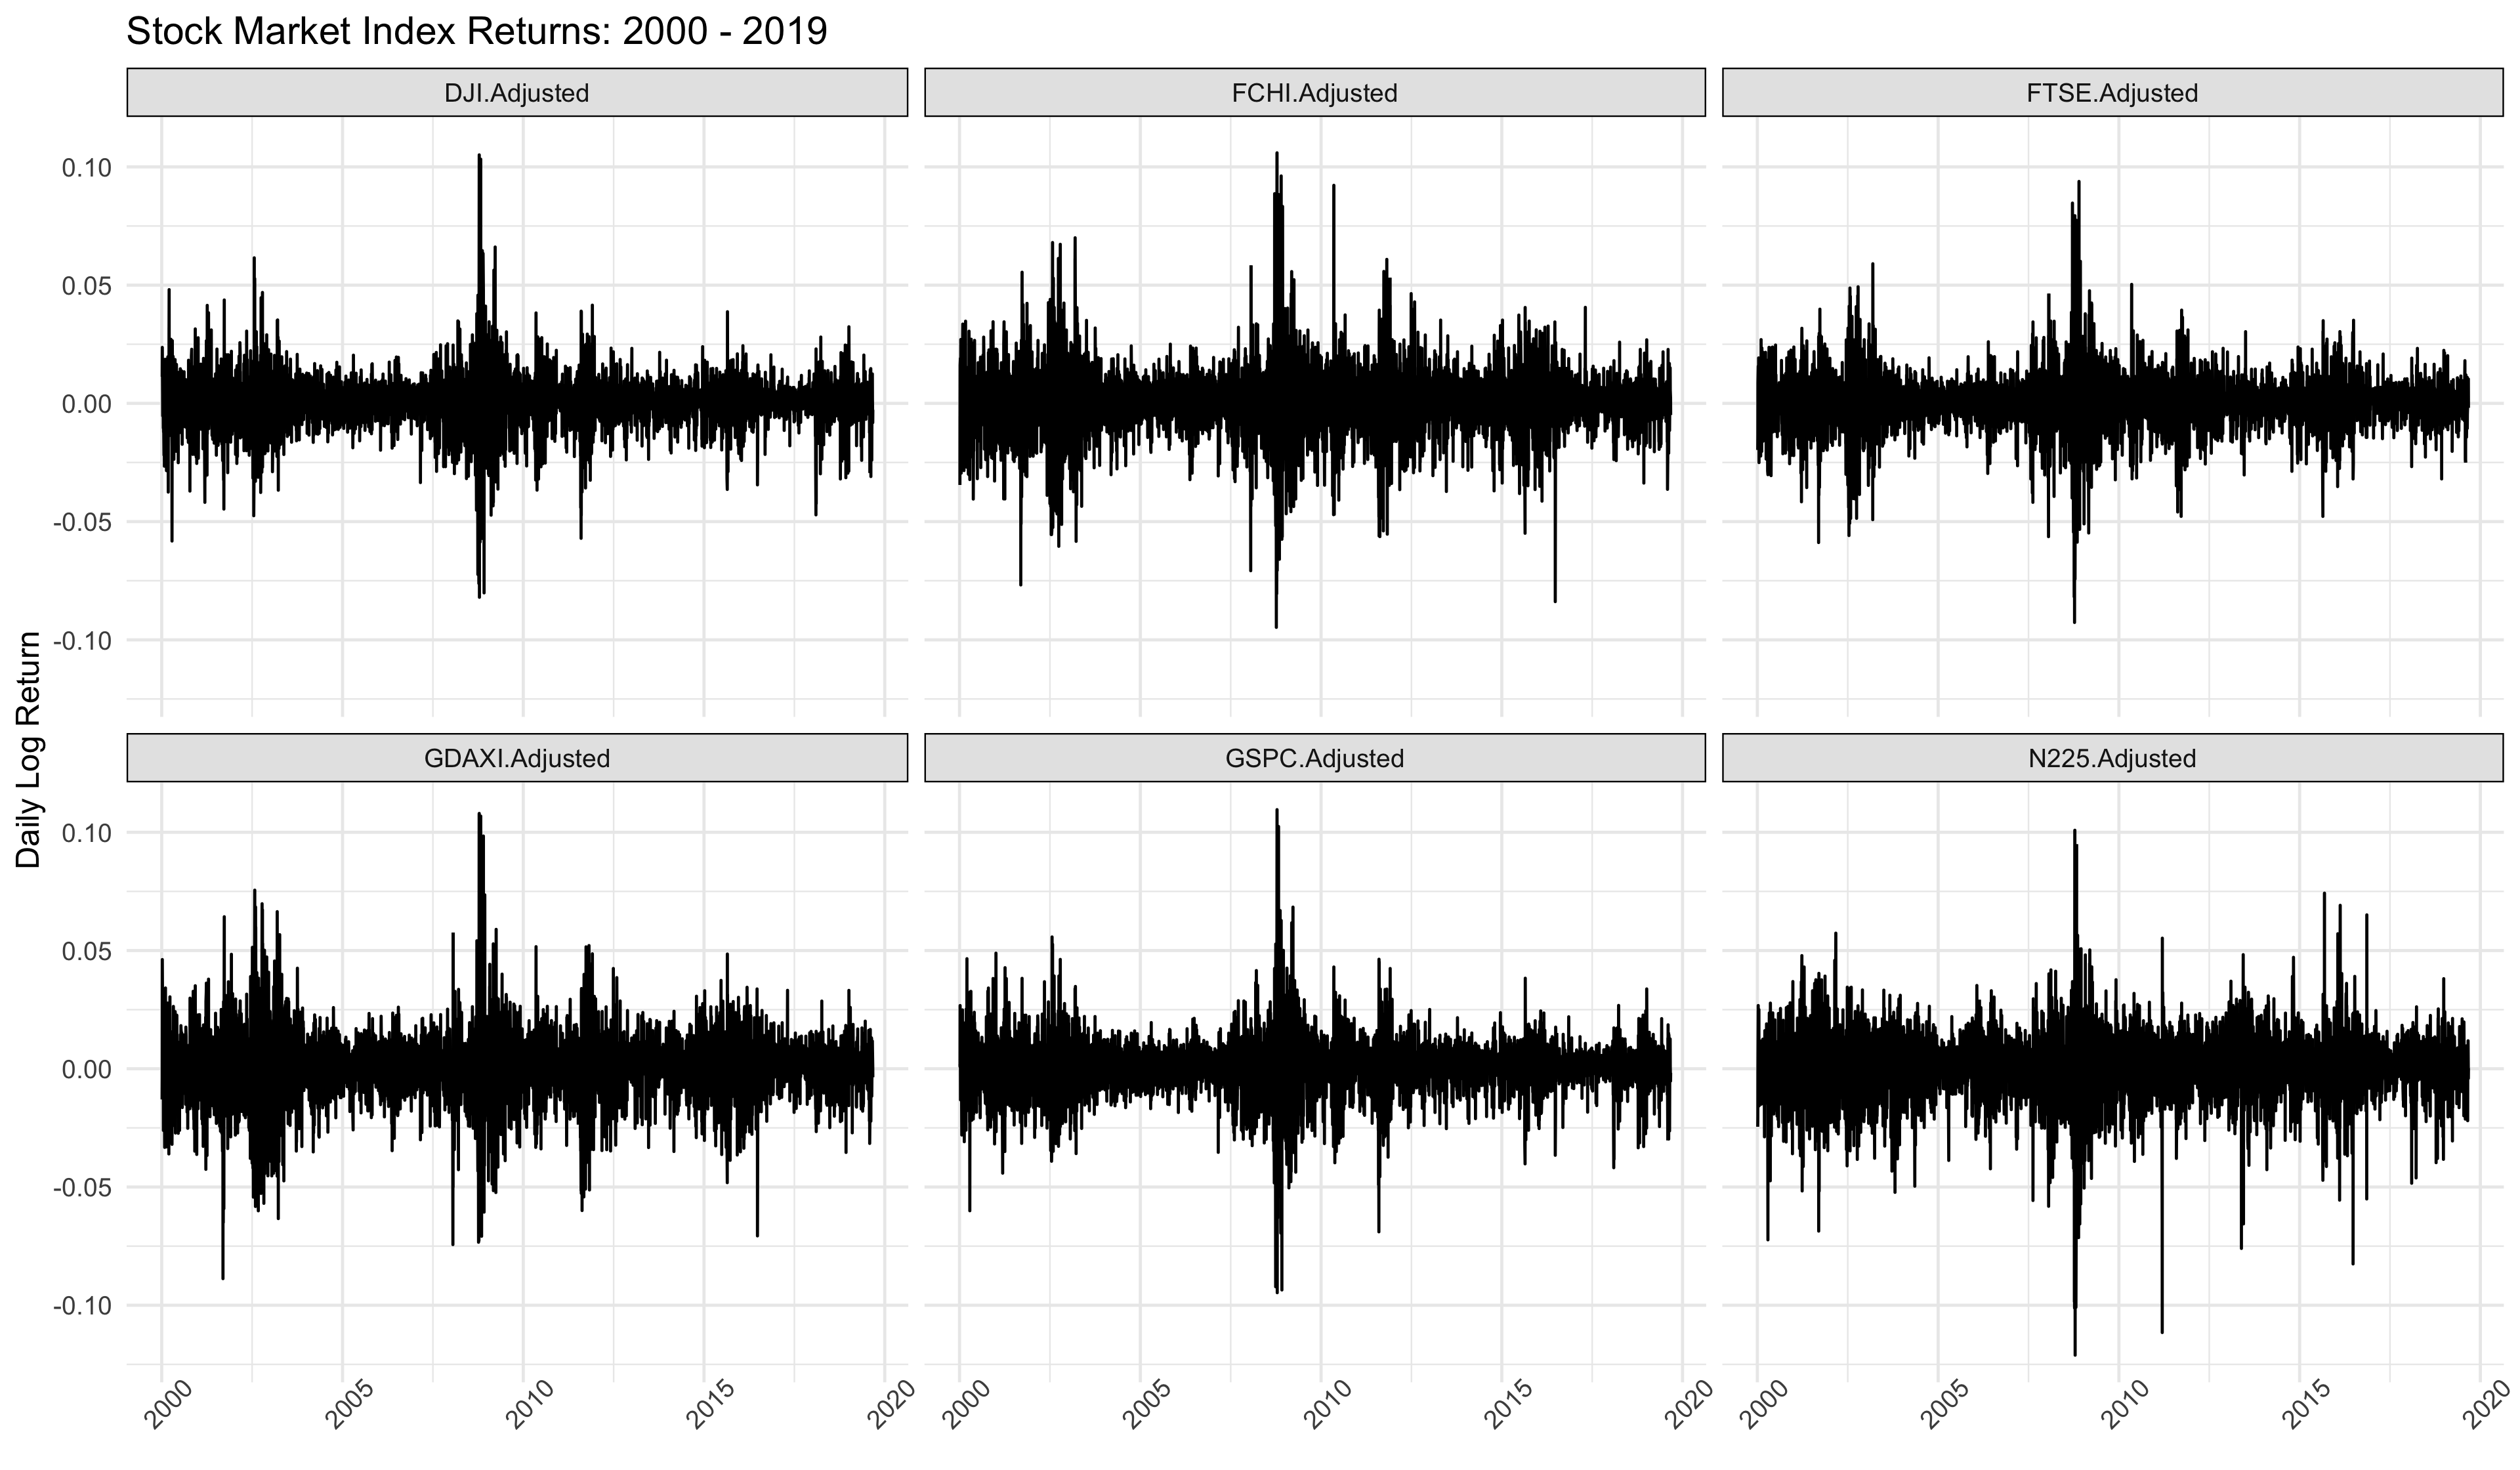 Stock Market Index Returns: 2000 - 2019
DJI.Adjusted
FCHI.Adjusted
FTSE.Adjusted
0.10
0.05
0.00
-0.05
-0.10
Daily Log Return
GDAXI.Adjusted
GSPC.Adjusted
N225.Adjusted
0.10
0.05
0.00
-0.05
-0.10
2000 2005 2010 2015 2020
2000 2005 2010 2015 2020
2000 2005 2010 2015 2020